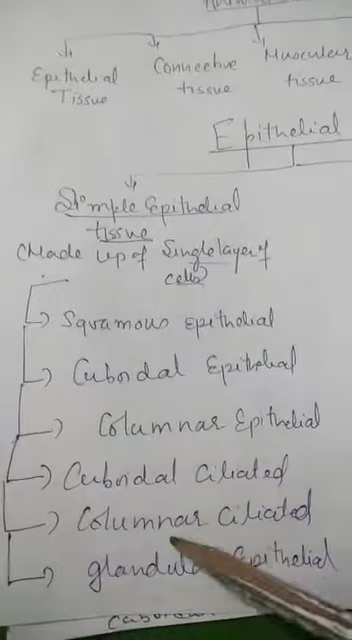 Epithelial Connective Muscular
Tissue tissue tissue
Epithelial
Simple Epithelial
tissue
(Made up of Single layer of
cells)
Squamous epithelial
Cuboidal Epithelial
Columnar Epithelial
Cuboidal Ciliated
Columnar Ciliated
glandular Epithelial